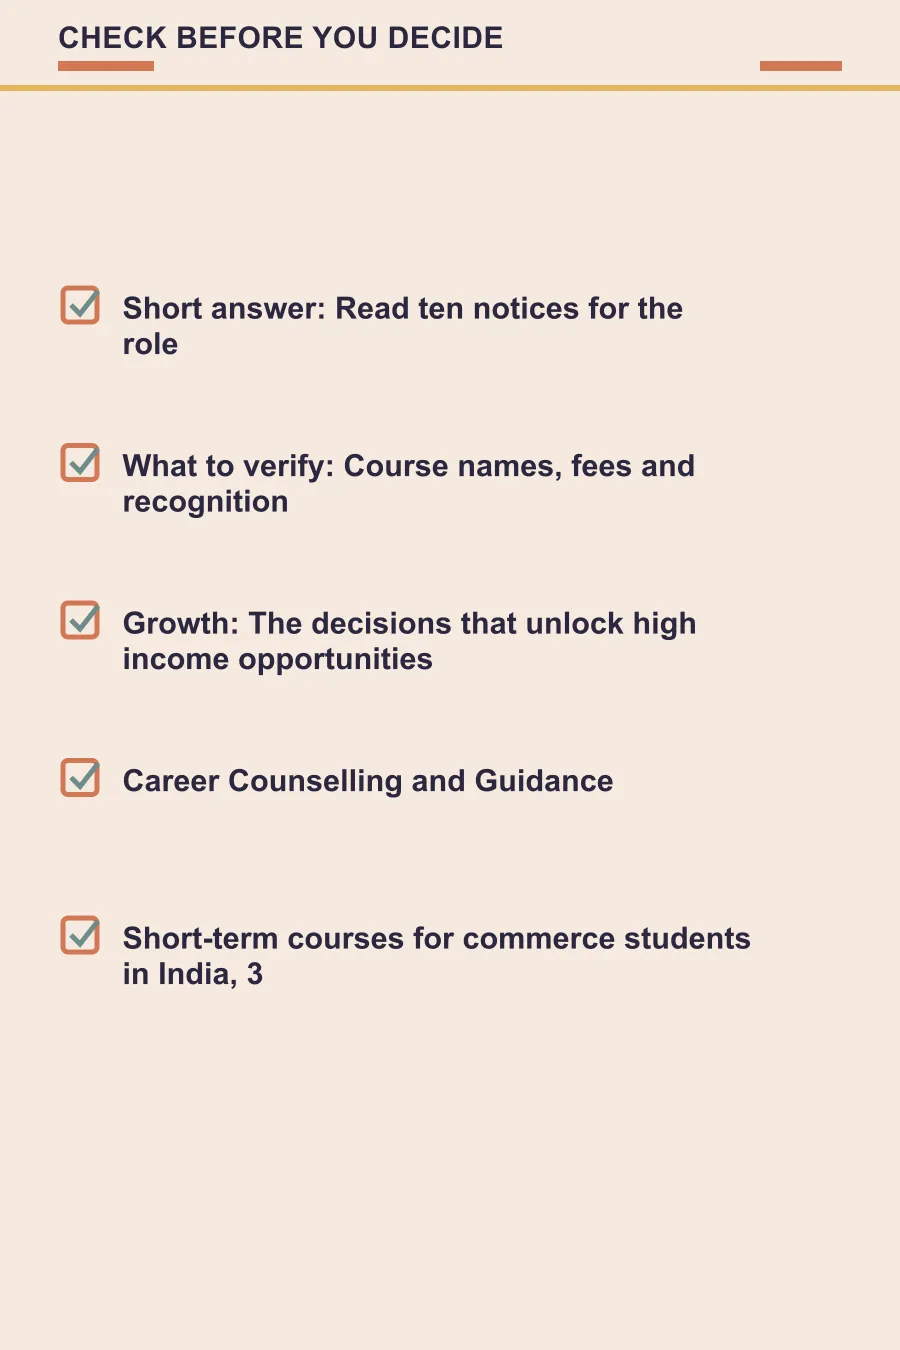 CHECK BEFORE YOU DECIDE
Short answer: Read ten notices for the
role
What to verify: Course names, fees and
recognition
Growth: The decisions that unlock high
income opportunities
Career Counselling and Guidance
Short-term courses for commerce students
in India, 3